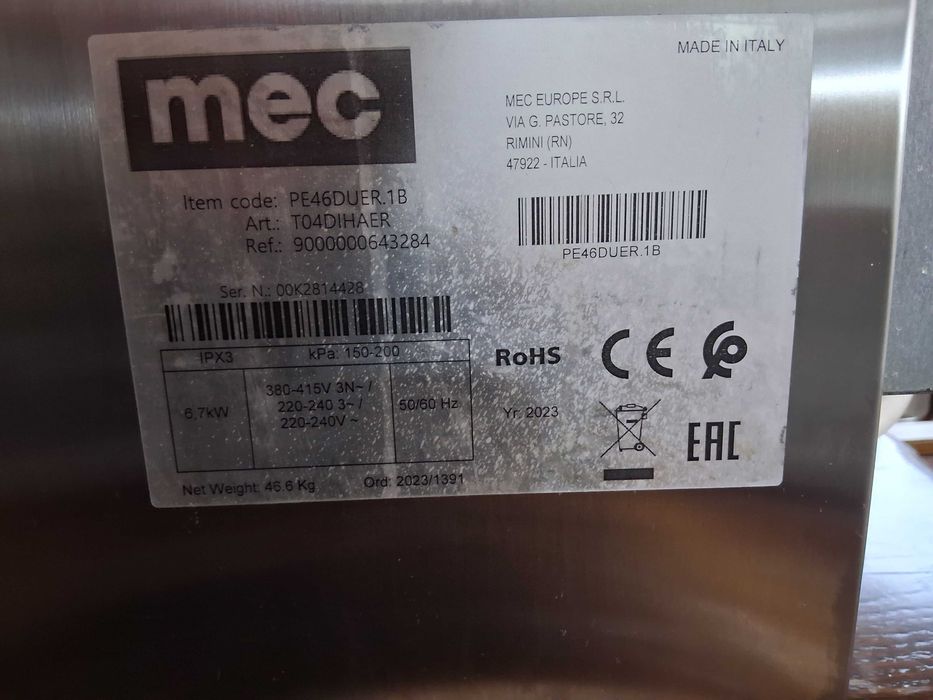 mec
MADE IN ITALY
MEC EUROPE S.R.L.
VIA G. PASTORE, 32
RIMINI (RN)
47922 - ITALIA
Item code: PE46DUER.1B
Art.: T04DIHAER
Ref.: 9000000643284
PE46DUER.1B
Ser. N.: 00K2814428
IPX3 kPa: 150-200
6,7kW
380-415V 3N~ /
220-240 3~ /
220-240V ~
50/60 Hz
RoHS CE
Yr. 2023
EAC
Net Weight: 46.6 Kg Ord: 2023/1391